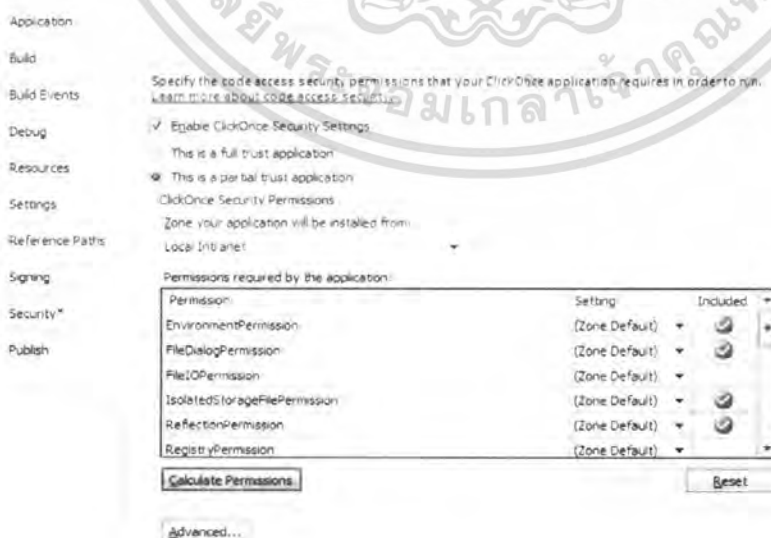 Application
Build
Build Events
Debug
Resources
Settings
Reference Paths
Signing
Security*
Publish
Specify the code access security permissions that your ClickOnce application requires in order to run.
Learn more about code access security...
Enable ClickOnce Security Settings
This is a full trust application
This is a partial trust application
ClickOnce Security Permissions
Zone your application will be installed from:
Local Intranet
Permissions required by the application:
Permission Setting Included
EnvironmentPermission (Zone Default)
FileDialogPermission (Zone Default)
FileIOPermission (Zone Default)
IsolatedStorageFilePermission (Zone Default)
ReflectionPermission (Zone Default)
RegistryPermission (Zone Default)
Calculate Permissions
Reset
Advanced...